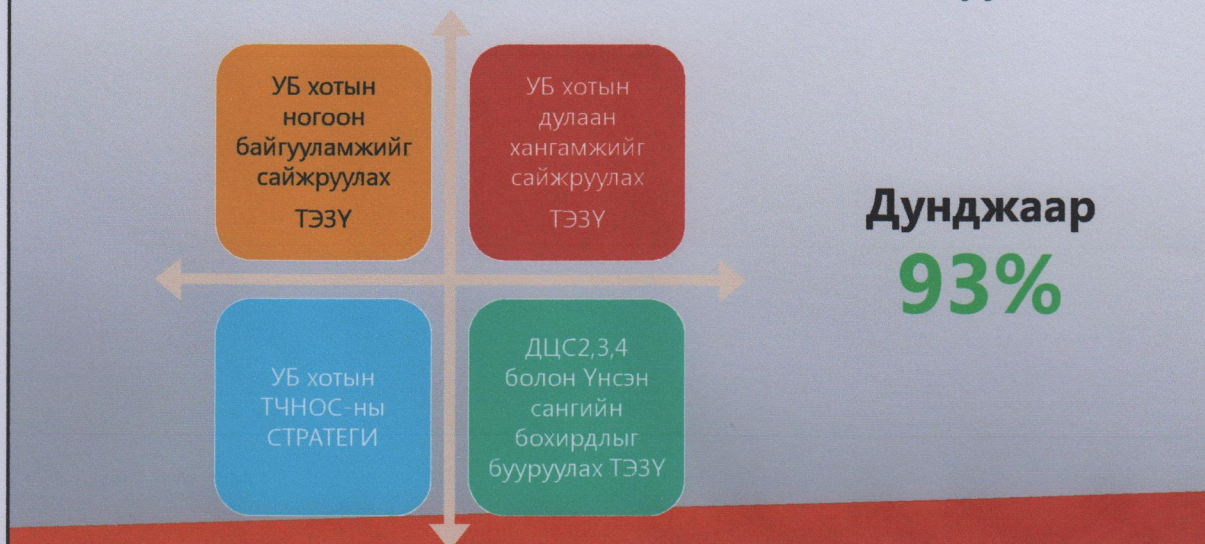 УБ хотын
ногоон
байгууламжийг
сайжруулах
ТЭЗҮ
УБ хотын
дулаан
хангамжийг
сайжруулах
ТЭЗҮ
УБ хотын
ТЧНОС-ны
СТРАТЕГИ
ДЦС2,3,4
болон Үнсэн
сангийн
бохирдлыг
бууруулах ТЭЗҮ
Дунджаар
93%